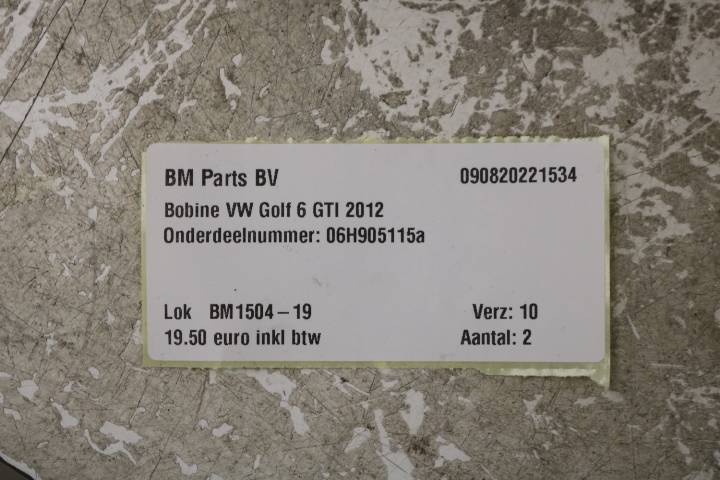 BM Parts BV 090820221534
Bobine VW Golf 6 GTI 2012
Onderdeelnummer: 06H905115a
Lok BM1504-19 Verz: 10
19.50 euro inkl btw Aantal: 2